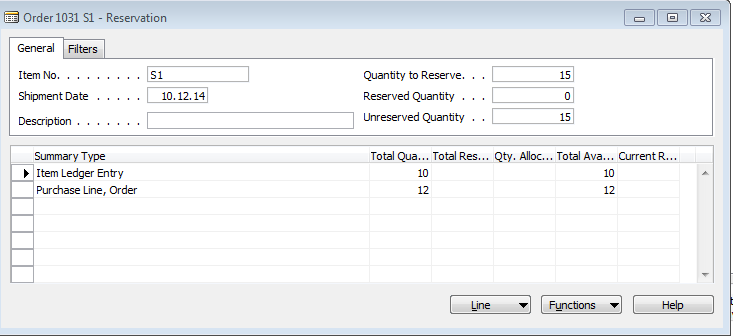 Order 1031 S1 - Reservation
General Filters
Item No. . . . . . . . . S1 Quantity to Reserve. . . 15
Shipment Date . . . . . 10.12.14 Reserved Quantity . . . 0
Description . . . . . . Unreserved Quantity . . 15
Summary Type Total Qua... Total Res... Qty. Alloc... Total Ava... Current R...
Item Ledger Entry 10 10
Purchase Line, Order 12 12
Line Functions Help